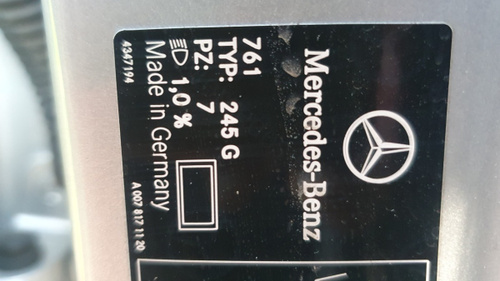 Mercedes-Benz
761
TYP: 245 G
PZ: 7
1,0 %
Made in Germany
4347194
A 007 817 11 20